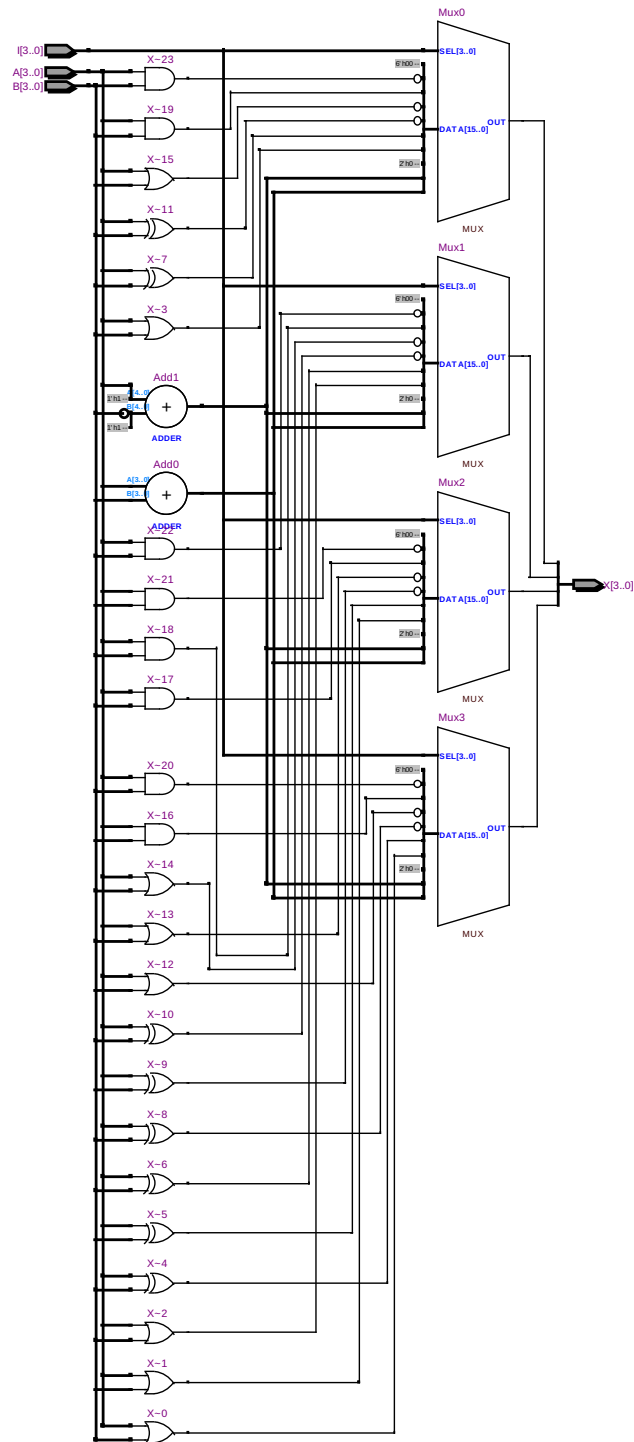 Mux0
I[3..0]
SEL[3..0]
X~23
6' h00 --
A[3..0]
B[3..0]
X~19
DATA[15..0]
OUT
X~15
2' h0 --
X~11
MUX
Mux1
X~7
SEL[3..0]
6' h00 --
X~3
OUT
DATA[15..0]
Add1
1' h1 --
2' h0 --
1' h1 --
ADDER
MUX
Add0
A[3..0]
Mux2
B[3..0]
SEL[3..0]
ADDER
X~22
6' h00 --
X~21
X[3..0]
OUT
DATA[15..0]
X~18
2' h0 --
X~17
MUX
Mux3
SEL[3..0]
X~20
6' h00 --
X~16
OUT
DATA[15..0]
X~14
2' h0 --
X~13
MUX
X~12
X~10
X~9
X~8
X~6
X~5
X~4
X~2
X~1
X~0